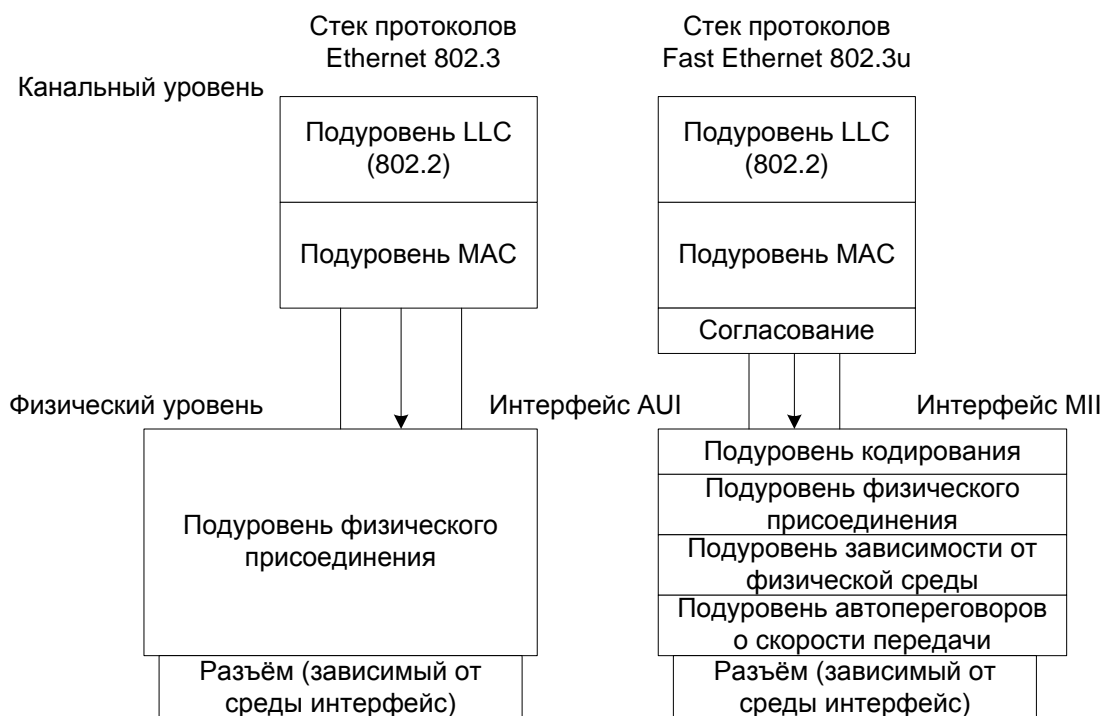 Стек протоколов
Ethernet 802.3
Стек протоколов
Fast Ethernet 802.3u
Канальный уровень
Подуровень LLC
(802.2)
Подуровень LLC
(802.2)
Подуровень MAC
Подуровень MAC
Согласование
Физический уровень
Интерфейс AUI
Интерфейс MII
Подуровень физического
присоединения
Подуровень кодирования
Подуровень физического
присоединения
Подуровень зависимости от
физической среды
Подуровень автопереговоров
о скорости передачи
Разъём (зависимый от
среды интерфейс)
Разъём (зависимый от
среды интерфейс)